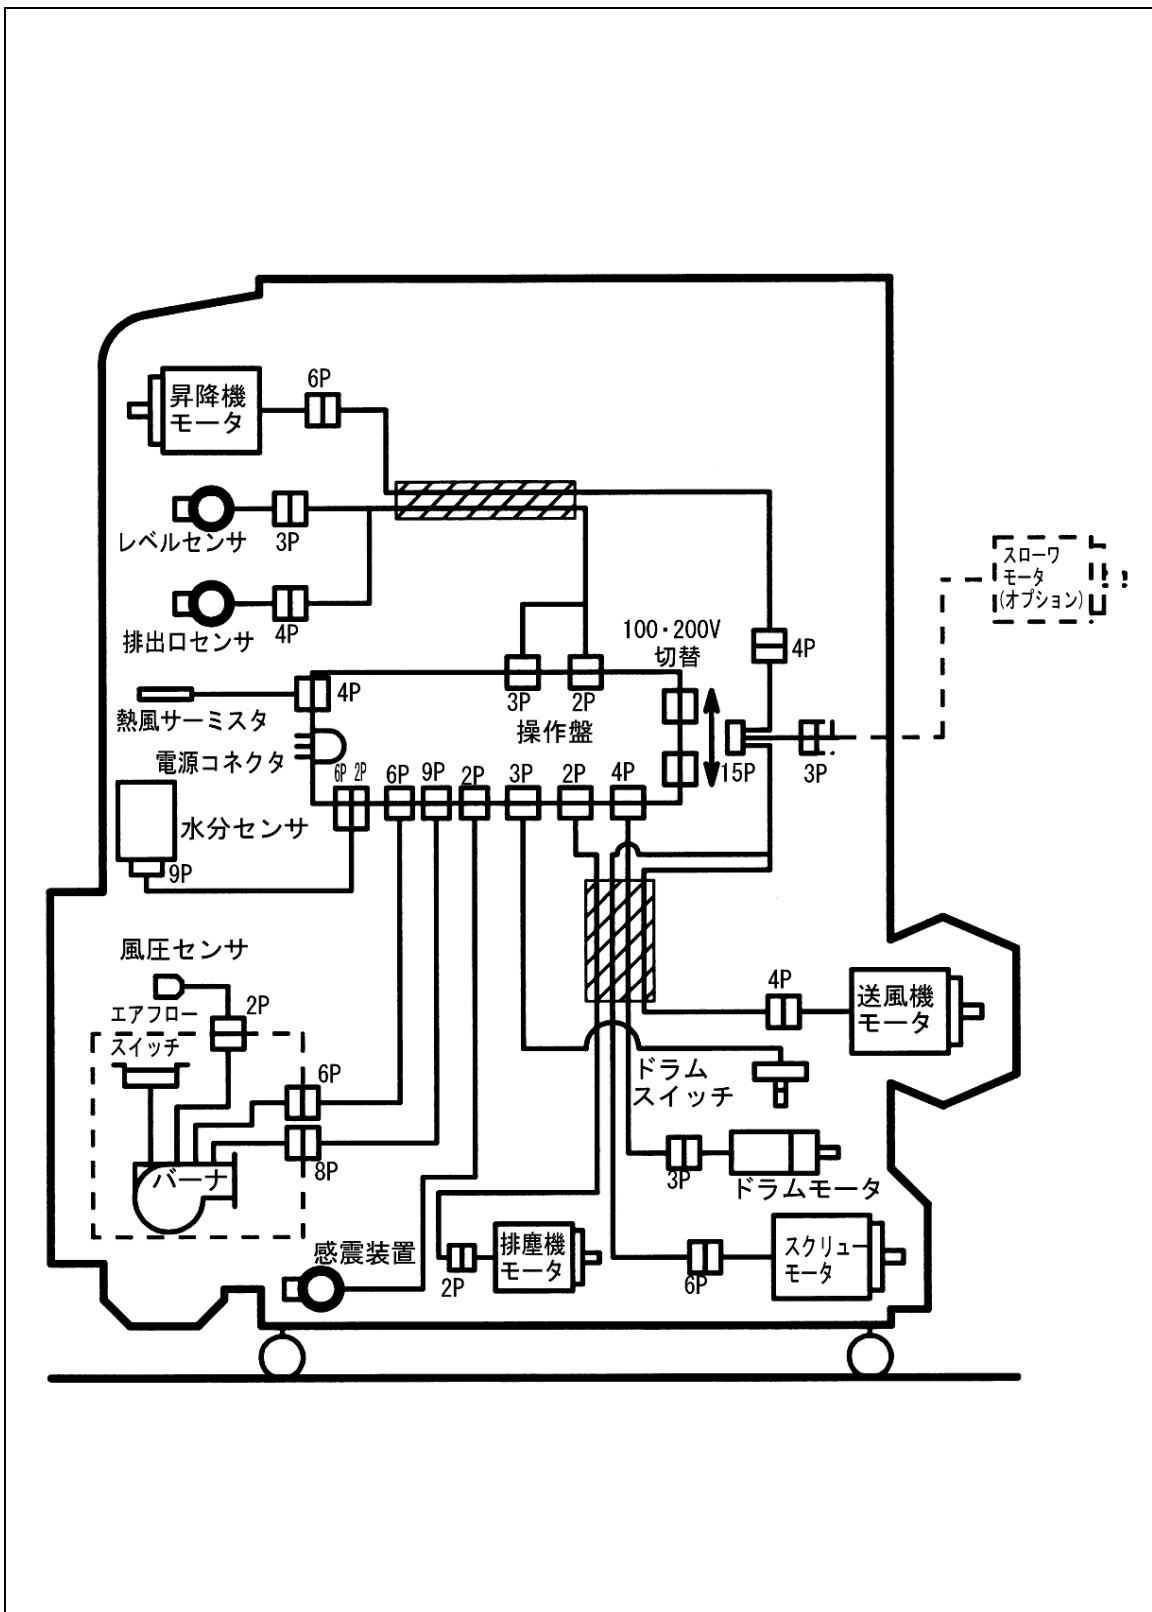 昇降機
モータ
6P
レベルセンサ
3P
排出口センサ
4P
スローワ
モータ
(オプション)
100・200V
切替
4P
熱風サーミスタ
4P
3P
2P
操作盤
電源コネクタ
15P
3P
6P 2P
6P
9P
2P
3P
2P
4P
水分センサ
9P
風圧センサ
2P
エアフロー
スイッチ
6P
8P
バーナ
4P
送風機
モータ
ドラム
スイッチ
3P
ドラムモータ
感震装置
2P
排塵機
モータ
6P
スクリュー
モータ